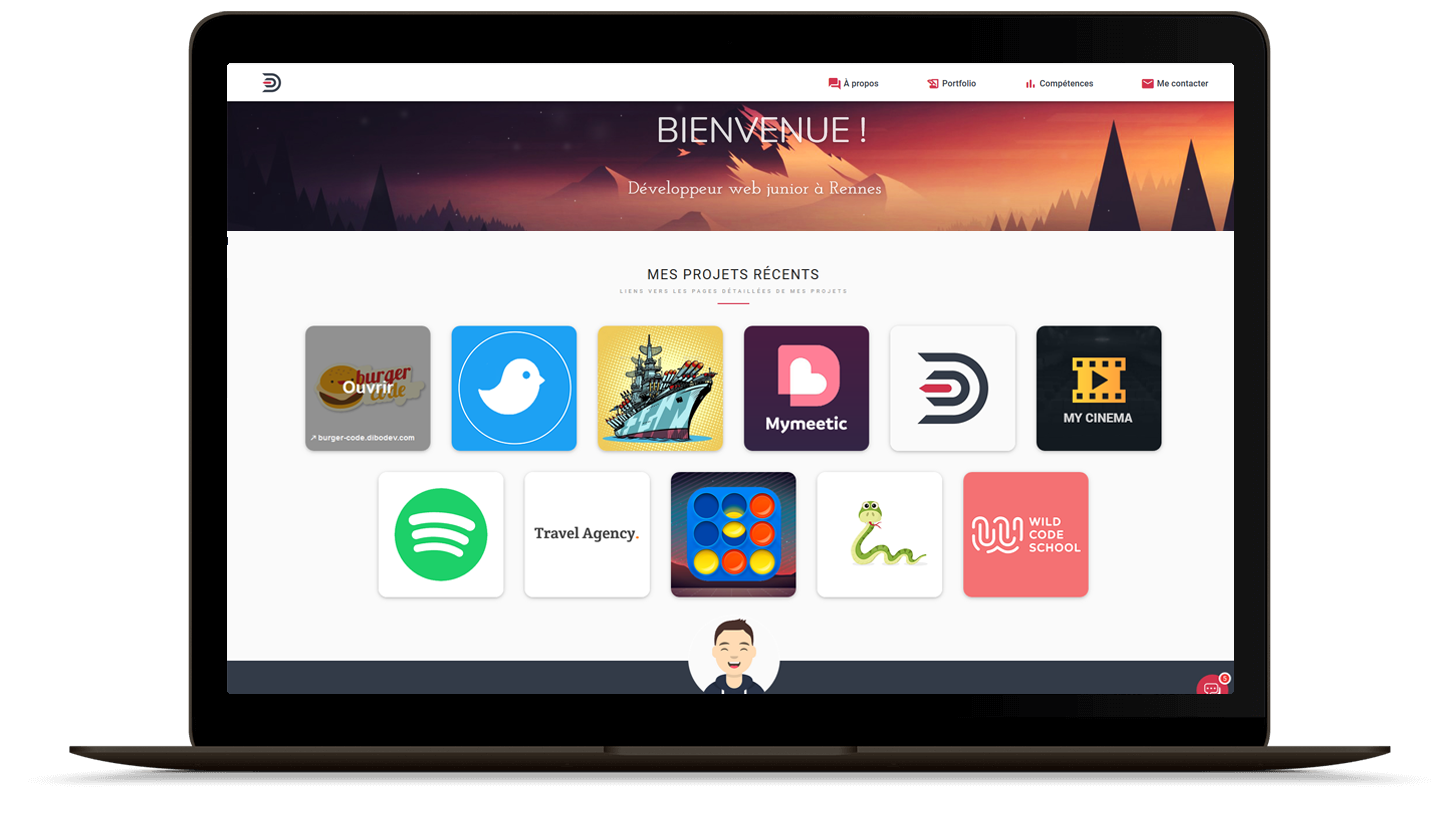 À propos
Portfolio
Compétences
Me contacter
BIENVENUE !
Développeur web junior à Rennes
MES PROJETS RÉCENTS
LIENS VERS LES PAGES DÉTAILLÉES DE MES PROJETS
burger
code
Ouvrir
↗ burger-code.dibodev.com
Mymeetic
MY CINEMA
Travel Agency.
WILD
CODE
SCHOOL
5